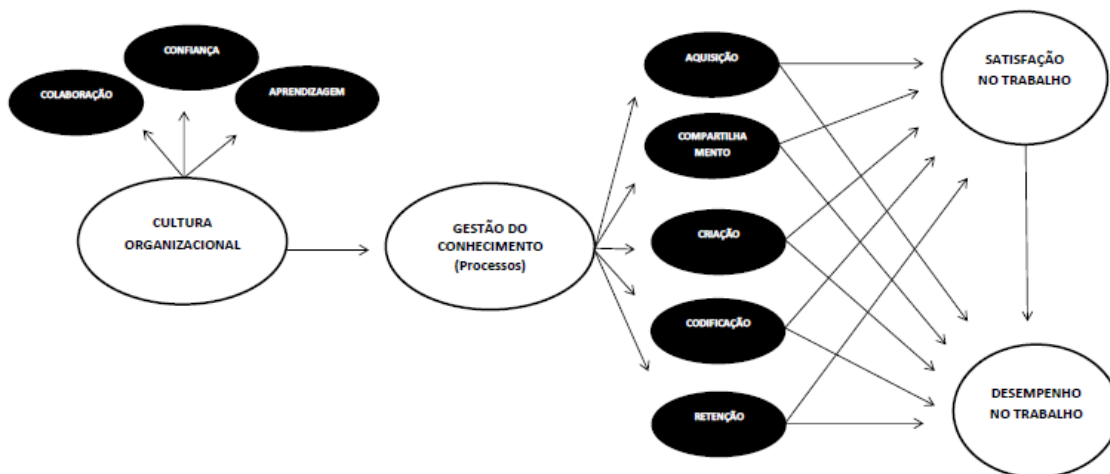 CONFIANÇA
COLABORAÇÃO
APRENDIZAGEM
CULTURA
ORGANIZACIONAL
GESTÃO DO
CONHECIMENTO
(Processos)
AQUISIÇÃO
COMPARTILHA
MENTO
CRIAÇÃO
CODIFICAÇÃO
RETENÇÃO
SATISFAÇÃO
NO TRABALHO
DESEMPENHO
NO TRABALHO